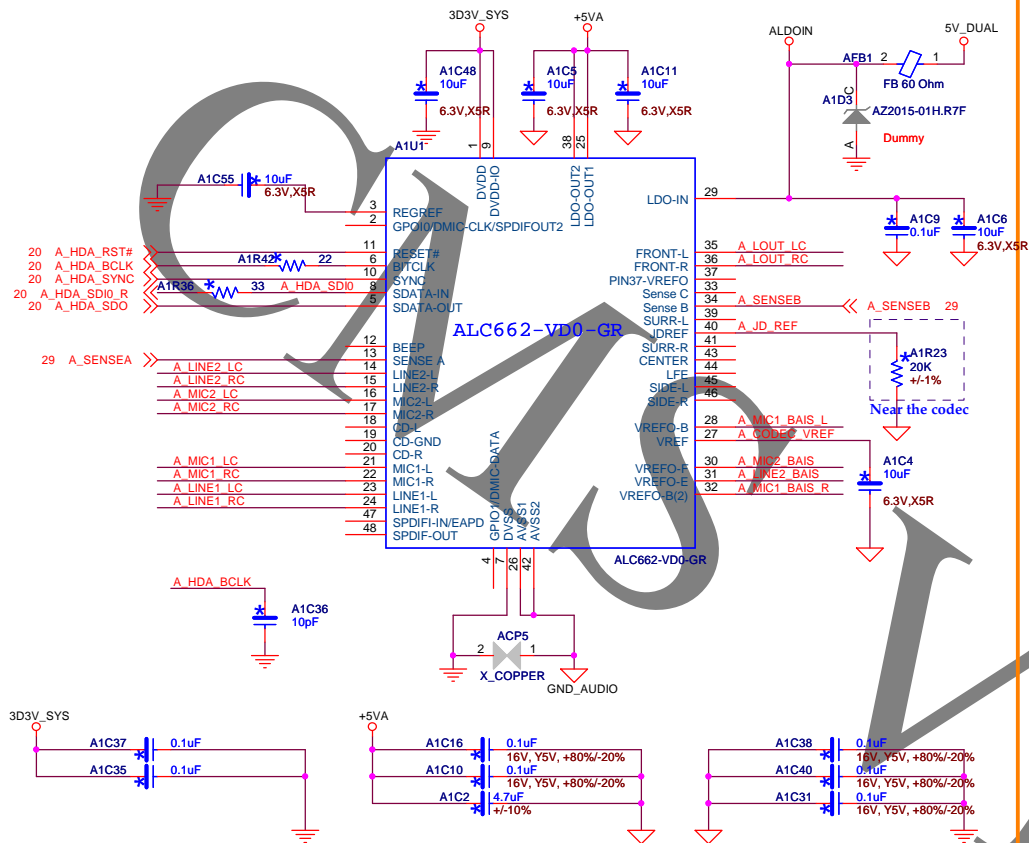 3D3V_SYS
+5VA
ALDOIN
5V_DUAL
A1C48
10uF
6.3V,X5R
A1C5
10uF
6.3V,X5R
A1C11
10uF
6.3V,X5R
AFB1
2
1
FB 60 Ohm
A1D3
C
A
AZ2015-01H.R7F
Dummy
A1U1
1
9
38
25
DVDD
DVDD-IO
LDO-OUT2
LDO-OUT1
A1C55
10uF
6.3V,X5R
3 REGREF
2 GPOI0/DMIC-CLK/SPDIFOUT2
20 A_HDA_RST# 11 RESET#
20 A_HDA_BCLK A1R42 22 6 BITCLK
20 A_HDA_SYNC 10 SYNC
20 A_HDA_SDI0_R A1R36 33 A_HDA_SDI0 8 SDATA-IN
20 A_HDA_SDO 5 SDATA-OUT
12 BEEP
29 A_SENSEA 13 SENSE A
A_LINE2_LC 14 LINE2-L
A_LINE2_RC 15 LINE2-R
A_MIC2_LC 16 MIC2-L
A_MIC2_RC 17 MIC2-R
18 CD-L
19 CD-GND
20 CD-R
A_MIC1_LC 21 MIC1-L
A_MIC1_RC 22 MIC1-R
A_LINE1_LC 23 LINE1-L
A_LINE1_RC 24 LINE1-R
47 SPDIFI-IN/EAPD
48 SPDIF-OUT
ALC662-VD0-GR
LDO-IN 29
A1C9
0.1uF
A1C6
10uF
6.3V,X5R
FRONT-L 35 A_LOUT_LC
FRONT-R 36 A_LOUT_RC
PIN37-VREFO 37
Sense C 33
Sense B 34 A_SENSEB A_SENSEB 29
SURR-L 39
JDREF 40 A_JD_REF
SURR-R 41
CENTER 43
LFE 44
SIDE-L 45
SIDE-R 46
A1R23
20K
+/-1%
Near the codec
VREFO-B 28 A_MIC1_BAIS_L
VREF 27 A_CODEC_VREF
VREFO-F 30 A_MIC2_BAIS
VREFO-E 31 A_LINE2_BAIS
VREFO-B(2) 32 A_MIC1_BAIS_R
A1C4
10uF
6.3V,X5R
GPIO1/DMIC-DATA
DVSS
AVSS1
AVSS2
4
7
26
42
ALC662-VD0-GR
A_HDA_BCLK
A1C36
10pF
ACP5
2
1
X_COPPER
GND_AUDIO
3D3V_SYS
A1C37 0.1uF
A1C35 0.1uF
+5VA
A1C16 0.1uF
16V, Y5V, +80%/-20%
A1C10 0.1uF
16V, Y5V, +80%/-20%
A1C2 4.7uF
+/-10%
A1C38 0.1uF
16V, Y5V, +80%/-20%
A1C40 0.1uF
16V, Y5V, +80%/-20%
A1C31 0.1uF
16V, Y5V, +80%/-20%